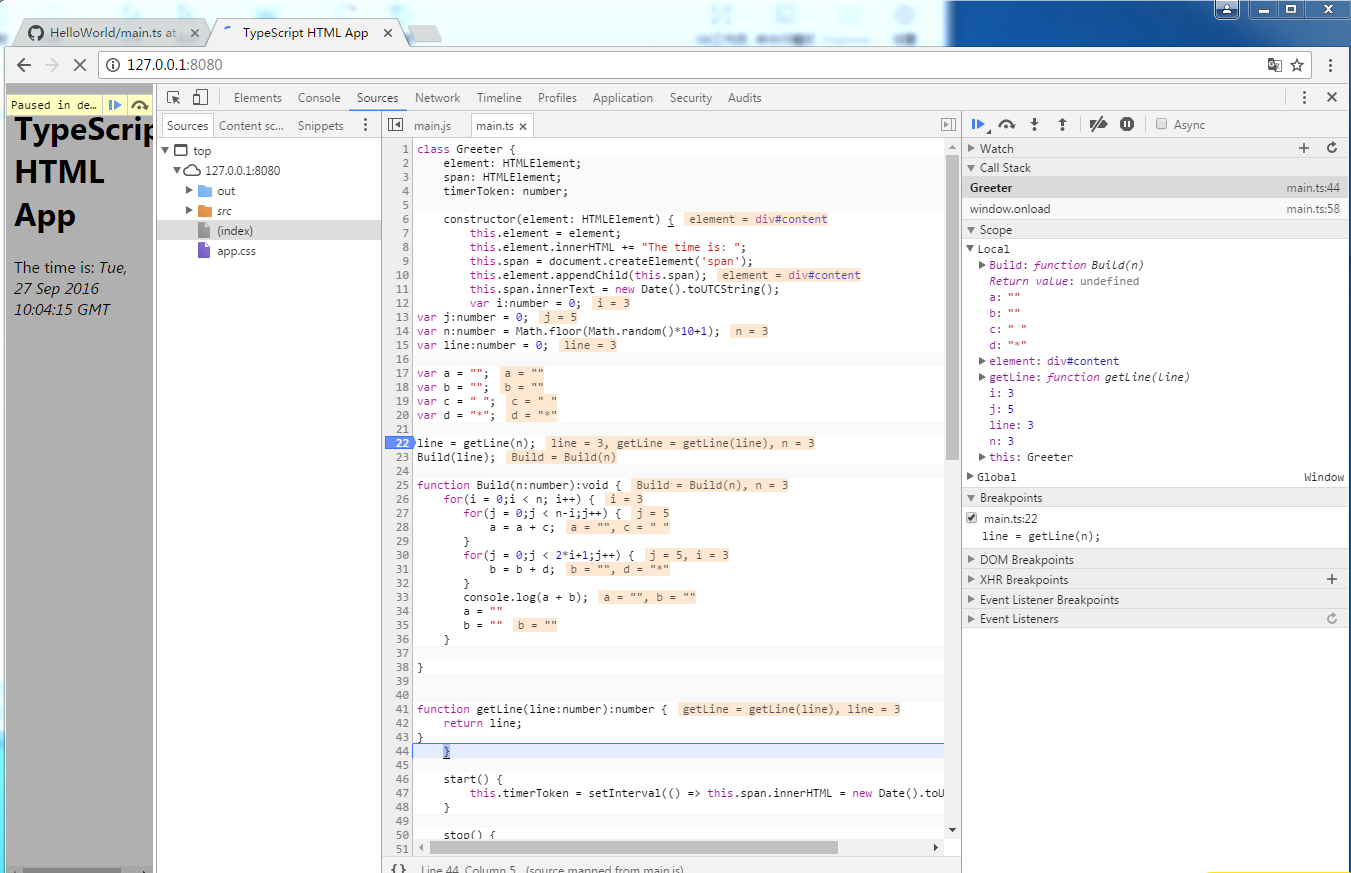 HelloWorld/main.ts at
TypeScript HTML App
127.0.0.1:8080
Paused in de...
TypeScrip
HTML
App
The time is: Tue,
27 Sep 2016
10:04:15 GMT
Elements Console Sources Network Timeline Profiles Application Security Audits
Sources Content sc... Snippets
top
127.0.0.1:8080
out
src
(index)
app.css
main.js main.ts
1 class Greeter {
2 element: HTMLElement;
3 span: HTMLElement;
4 timerToken: number;
5
6 constructor(element: HTMLElement) { element = div#content
7 this.element = element;
8 this.element.innerHTML += "The time is: ";
9 this.span = document.createElement('span');
10 this.element.appendChild(this.span); element = div#content
11 this.span.innerText = new Date().toUTCString();
12 var i:number = 0; i = 3
13 var j:number = 0; j = 5
14 var n:number = Math.floor(Math.random()*10+1); n = 3
15 var line:number = 0; line = 3
16
17 var a = ""; a = ""
18 var b = ""; b = ""
19 var c = " "; c = " "
20 var d = "*"; d = "*"
21
22 line = getLine(n); line = 3, getLine = getLine(line), n = 3
23 Build(line); Build = Build(n)
24
25 function Build(n:number):void { Build = Build(n), n = 3
26 for(i = 0;i < n; i++) { i = 3
27 for(j = 0;j < n-i;j++) { j = 5
28 a = a + c; a = "", c = " "
29 }
30 for(j = 0;j < 2*i+1;j++) { j = 5, i = 3
31 b = b + d; b = "", d = "*"
32 }
33 console.log(a + b); a = "", b = ""
34 a = ""
35 b = "" b = ""
36 }
37
38 }
39
40
41 function getLine(line:number):number { getLine = getLine(line), line = 3
42 return line;
43 }
44 }
45
46 start() {
47 this.timerToken = setInterval(() => this.span.innerHTML = new Date().toU
48 }
49
50 stop() {
51
{} Line 44, Column 5 (source mapped from main.js)
Async
Watch
Call Stack
Greeter main.ts:44
window.onload main.ts:58
Scope
Local
Build: function Build(n)
Return value: undefined
a: ""
b: ""
c: " "
d: "*"
element: div#content
getLine: function getLine(line)
i: 3
j: 5
line: 3
n: 3
this: Greeter
Global Window
Breakpoints
main.ts:22
line = getLine(n);
DOM Breakpoints
XHR Breakpoints
Event Listener Breakpoints
Event Listeners